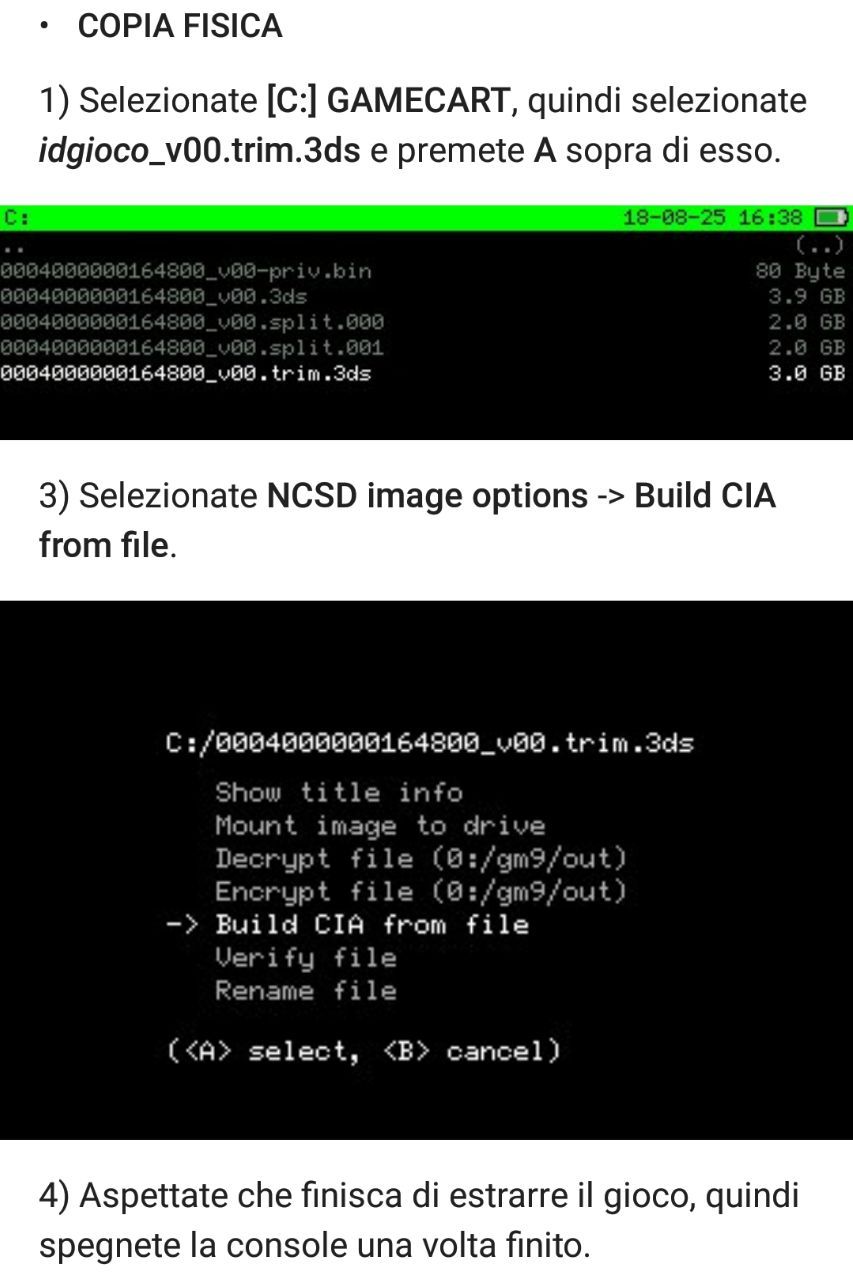 • COPIA FISICA
1) Selezionate [C:] GAMECART, quindi selezionate
idgioco_v00.trim.3ds e premete A sopra di esso.
C: 18-08-25 16:38
.. (..)
0004000000164800_v00-priv.bin 80 Byte
0004000000164800_v00.3ds 3.9 GB
0004000000164800_v00.split.000 2.0 GB
0004000000164800_v00.split.001 2.0 GB
0004000000164800_v00.trim.3ds 3.0 GB
3) Selezionate NCSD image options -> Build CIA
from file.
C:/0004000000164800_v00.trim.3ds
Show title info
Mount image to drive
Decrypt file (0:/gm9/out)
Encrypt file (0:/gm9/out)
-> Build CIA from file
Verify file
Rename file
(<A> select, <B> cancel)
4) Aspettate che finisca di estrarre il gioco, quindi
spegnete la console una volta finito.